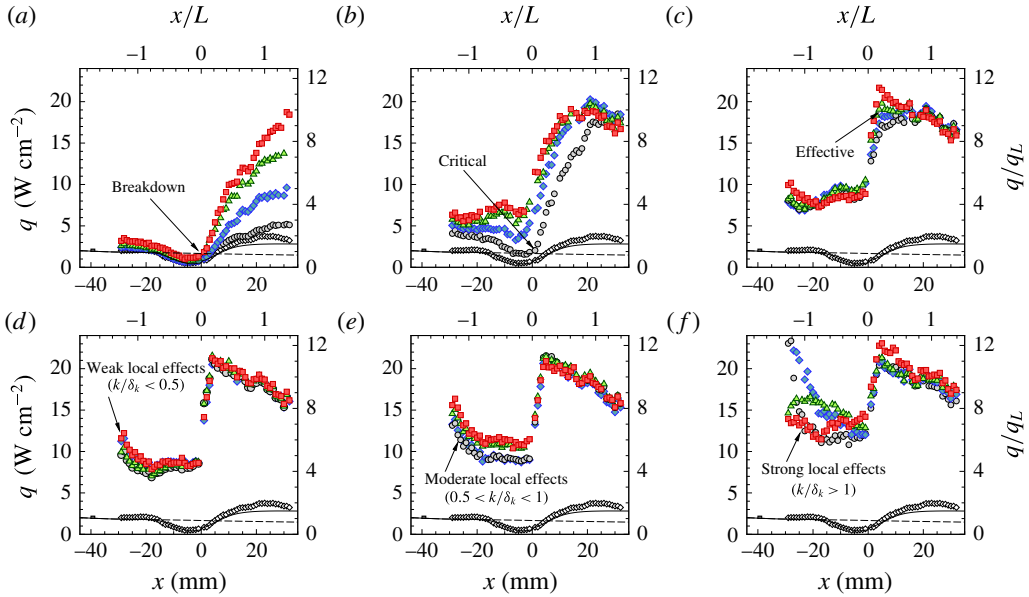 (a) x/L (b) x/L (c) x/L
−1 0 1 −1 0 1 −1 0 1
20 12 20 12 20 12
15 8 15 8 15 8
10 4 10 4 10 4
5 5 5
0 0 0 0 0 0
q (W cm−2)
q/qL
Breakdown
Critical
Effective
−40 −20 0 20 −40 −20 0 20 −40 −20 0 20
(d) (e) (f)
−1 0 1 −1 0 1 −1 0 1
20 12 20 12 20 12
15 8 15 8 15 8
10 4 10 4 10 4
5 5 5
0 0 0 0 0 0
q (W cm−2)
q/qL
Weak local effects
(k/δk < 0.5)
Moderate local effects
(0.5 < k/δk < 1)
Strong local effects
(k/δk > 1)
−40 −20 0 20 −40 −20 0 20 −40 −20 0 20
x (mm) x (mm) x (mm)